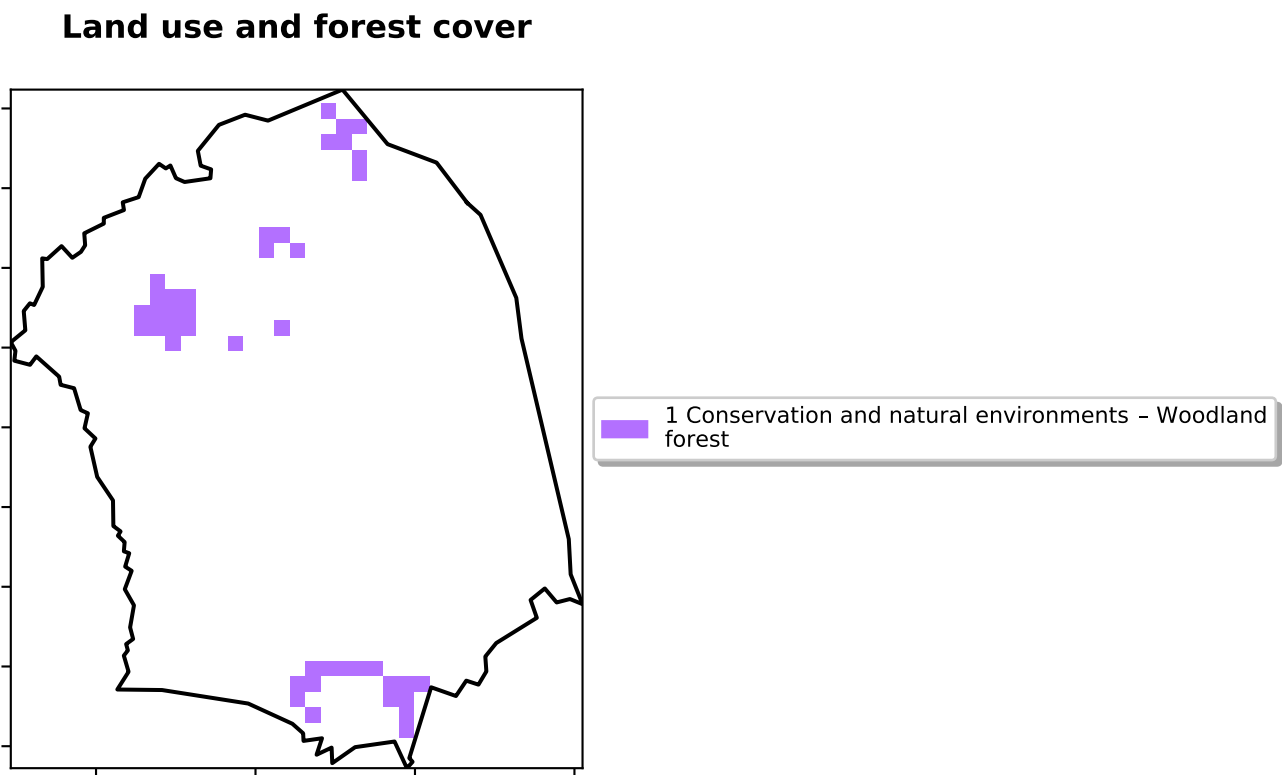 Land use and forest cover
1 Conservation and natural environments – Woodland
forest